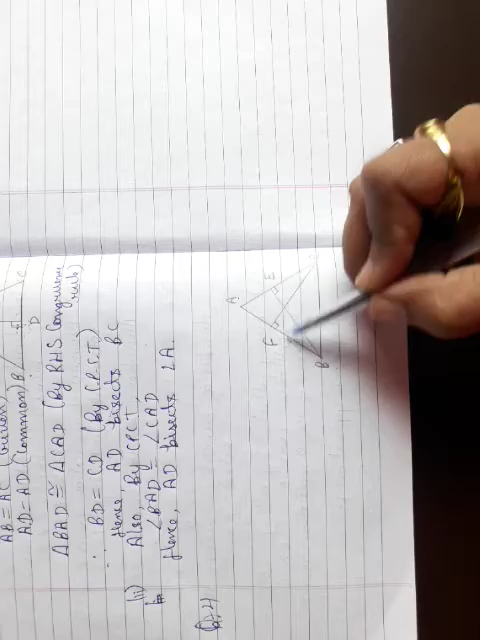 AB = AC (Given)
AD = AD (Common)
B D C
ΔBAD ≅ ΔCAD (By RHS Congruence rule)
∴ BD = CD (By C.P.C.T.)
Hence, AD bisects BC
(ii) Also, By CPCT,
∠BAD ≅ ∠CAD
Hence, AD bisects ∠A.
Q.4
A
F E
B C